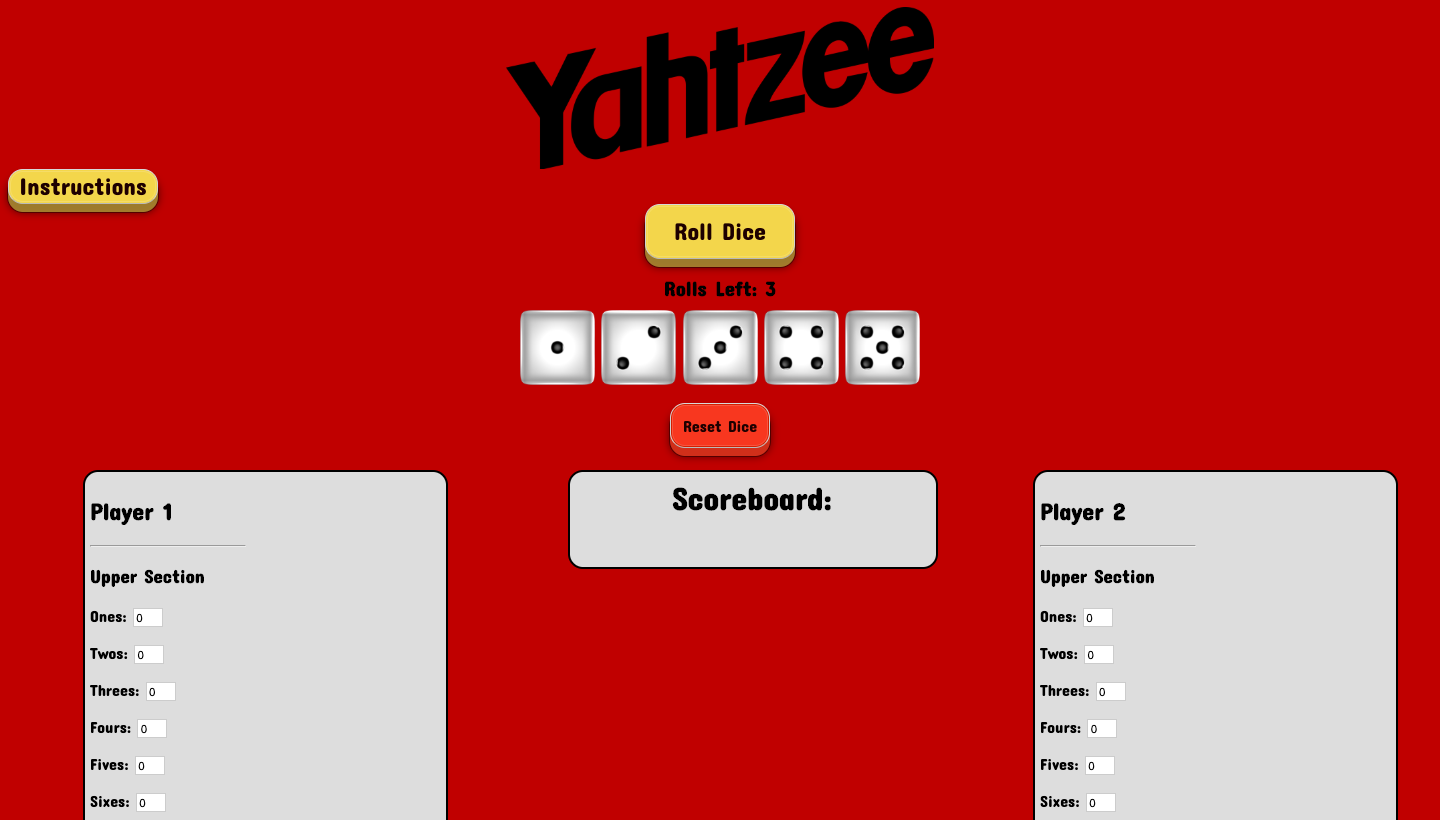 Yahtzee
Instructions
Roll Dice
Rolls Left: 3
Reset Dice
Player 1
Upper Section
Ones: 0
Twos: 0
Threes: 0
Fours: 0
Fives: 0
Sixes: 0
Scoreboard:
Player 2
Upper Section
Ones: 0
Twos: 0
Threes: 0
Fours: 0
Fives: 0
Sixes: 0